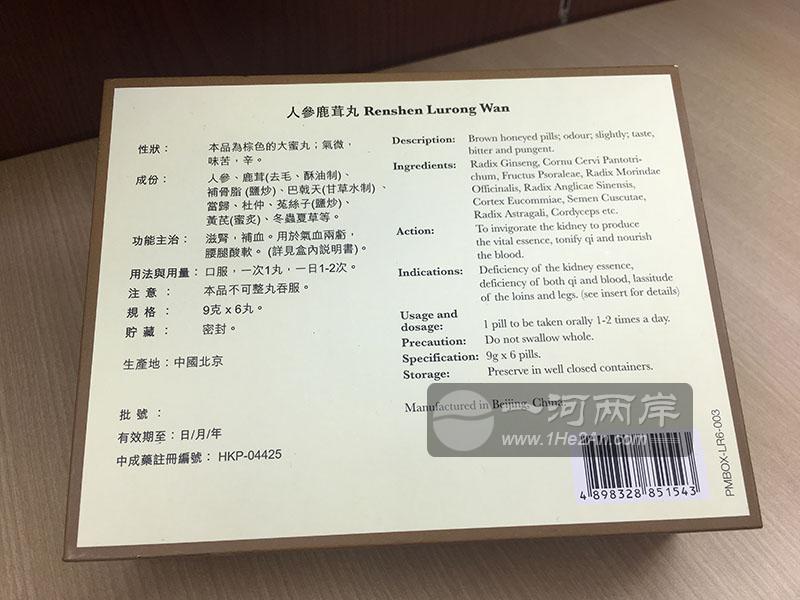 人參鹿茸丸 Renshen Lurong Wan
性狀： 本品為棕色的大蜜丸；氣微，
味苦，辛。
成份： 人參、鹿茸(去毛、酥油制)、
補骨脂 (鹽炒)、巴戟天(甘草水制)、
當歸、杜仲、菟絲子(鹽炒)、
黃芪(蜜炙)、冬蟲夏草等。
功能主治： 滋腎，補血。用於氣血兩虧，
腰腿酸軟。 (詳見盒內説明書)。
用法與用量： 口服，一次1丸，一日1-2次。
注意： 本品不可整丸吞服。
規格： 9克 x 6丸。
貯藏： 密封。
生產地：中國北京
批號：
有效期至：日/月/年
中成藥註冊編號： HKP-04425
Description: Brown honeyed pills; odour; slightly; taste,
bitter and pungent.
Ingredients: Radix Ginseng, Cornu Cervi Pantotri-
chum, Fructus Psoraleae, Radix Morindae
Officinalis, Radix Anglicae Sinensis,
Cortex Eucommiae, Semen Cuscutae,
Radix Astragali, Cordyceps etc.
Action: To invigorate the kidney to produce
the vital essence, tonify qi and nourish
the blood.
Indications: Deficiency of the kidney essence,
deficiency of both qi and blood, lassitude
of the loins and legs. (see insert for details)
Usage and
dosage: 1 pill to be taken orally 1-2 times a day.
Precaution: Do not swallow whole.
Specification: 9g x 6 pills.
Storage: Preserve in well closed containers.
Manufactured in Beijing, China.
一河两岸
www.1He2An.com
4 898328 851543
PMBOX-LR6-003